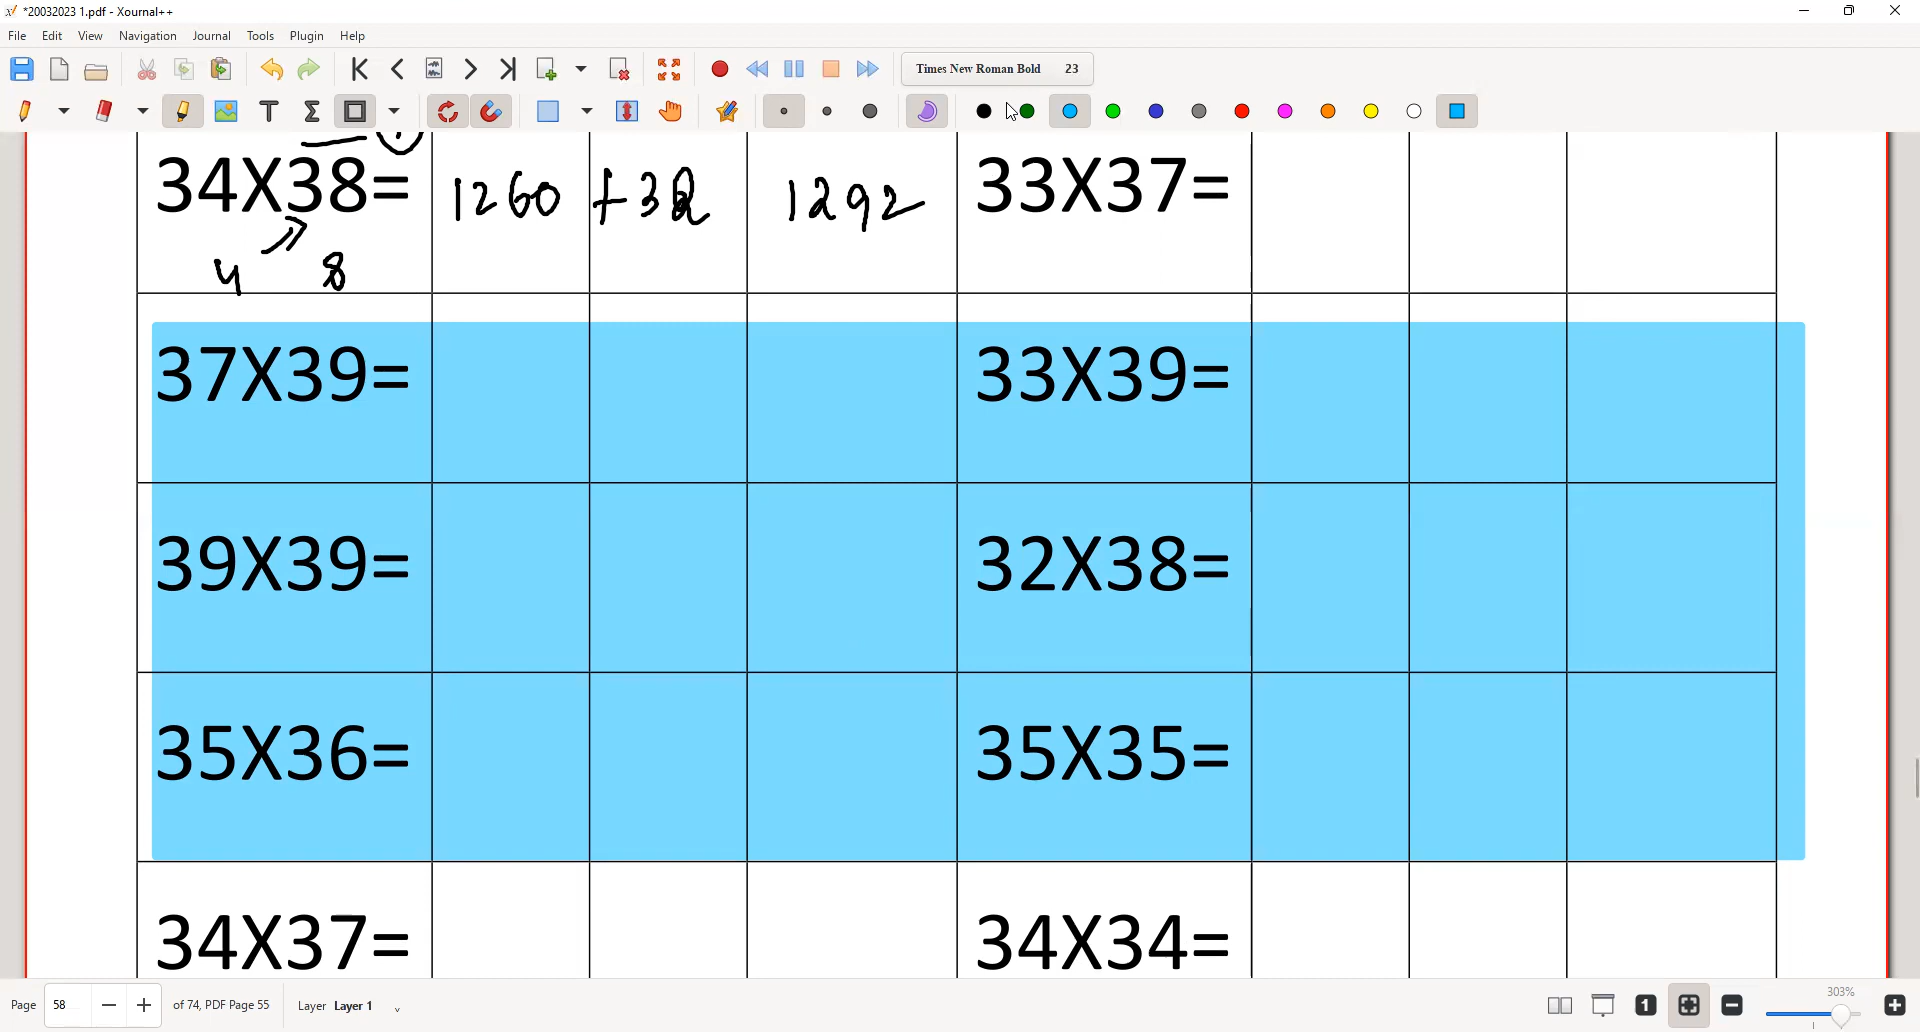 *20032023 1.pdf - Xournal++
File Edit View Navigation Journal Tools Plugin Help
Times New Roman Bold 23
34X38= 1260 +32 1292 33X37=
4 8
37X39= 33X39=
39X39= 32X38=
35X36= 35X35=
34X37= 34X34=
Page 58 of 74, PDF Page 55 Layer Layer 1 1 303%